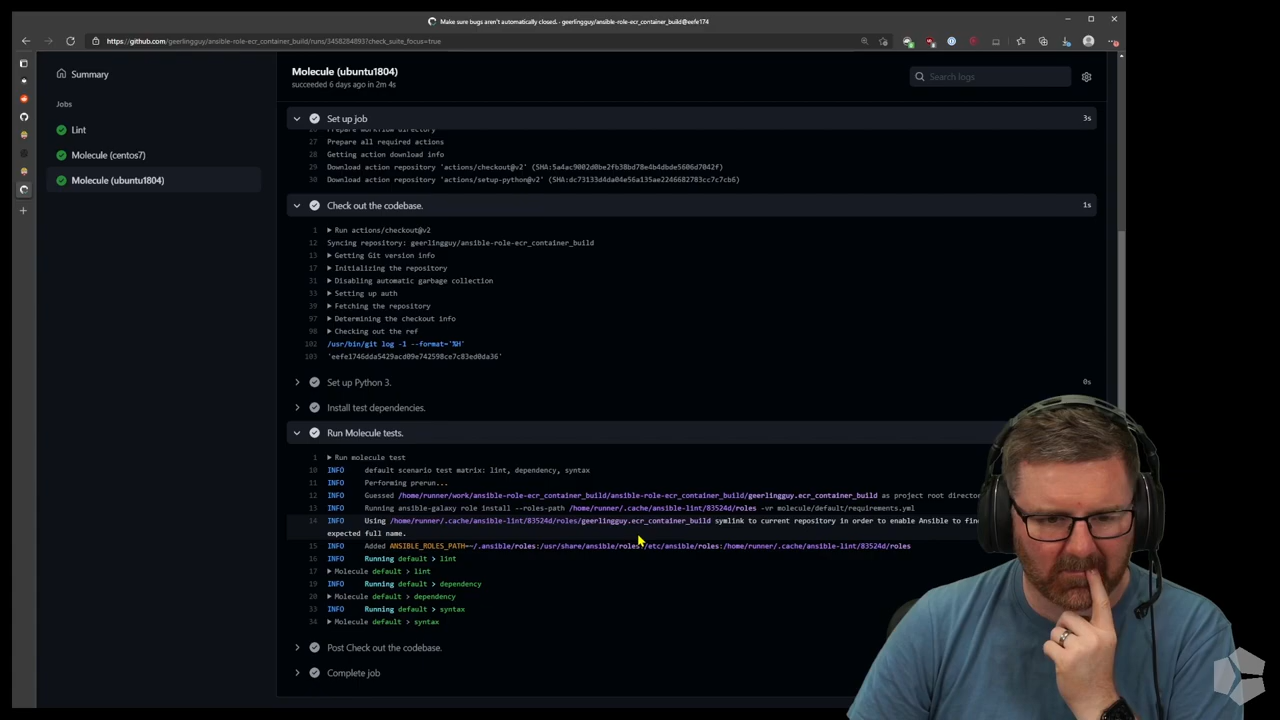 Make sure bugs aren't automatically closed. · geerlingguy/ansible-role-ecr_container_build@eefe174
https://github.com/geerlingguy/ansible-role-ecr_container_build/runs/3458284893?check_suite_focus=true
Summary
Jobs
Lint
Molecule (centos7)
Molecule (ubuntu1804)
Molecule (ubuntu1804)
succeeded 6 days ago in 2m 4s
Search logs
Set up job 3s
Prepare workflow directory
27 Prepare all required actions
28 Getting action download info
29 Download action repository 'actions/checkout@v2' (SHA:5a4ac9002d0be2fb38bd78e4b4dbde5606d7042f)
30 Download action repository 'actions/setup-python@v2' (SHA:dc73133d4da04e56a135ae2246682783cc7c7cb6)
Check out the codebase. 1s
1 Run actions/checkout@v2
12 Syncing repository: geerlingguy/ansible-role-ecr_container_build
13 Getting Git version info
17 Initializing the repository
31 Disabling automatic garbage collection
33 Setting up auth
39 Fetching the repository
97 Determining the checkout info
98 Checking out the ref
102 /usr/bin/git log -1 --format='%H'
103 'eefe1746dda5429acd09e742598ce7c83ed0da36'
Set up Python 3. 0s
Install test dependencies.
Run Molecule tests.
1 Run molecule test
10 INFO default scenario test matrix: lint, dependency, syntax
11 INFO Performing prerun...
12 INFO Guessed /home/runner/work/ansible-role-ecr_container_build/ansible-role-ecr_container_build/geerlingguy.ecr_container_build as project root direc
13 INFO Running ansible-galaxy role install --roles-path /home/runner/.cache/ansible-lint/83524d/roles -vr molecule/default/requirements.yml
14 INFO Using /home/runner/.cache/ansible-lint/83524d/roles/geerlingguy.ecr_container_build symlink to current repository in order to enable Ansible to fin
expected full name.
15 INFO Added ANSIBLE_ROLES_PATH=~/.ansible/roles:/usr/share/ansible/roles:/etc/ansible/roles:/home/runner/.cache/ansible-lint/83524d/roles
16 INFO Running default > lint
17 Molecule default > lint
19 INFO Running default > dependency
20 Molecule default > dependency
33 INFO Running default > syntax
34 Molecule default > syntax
Post Check out the codebase.
Complete job